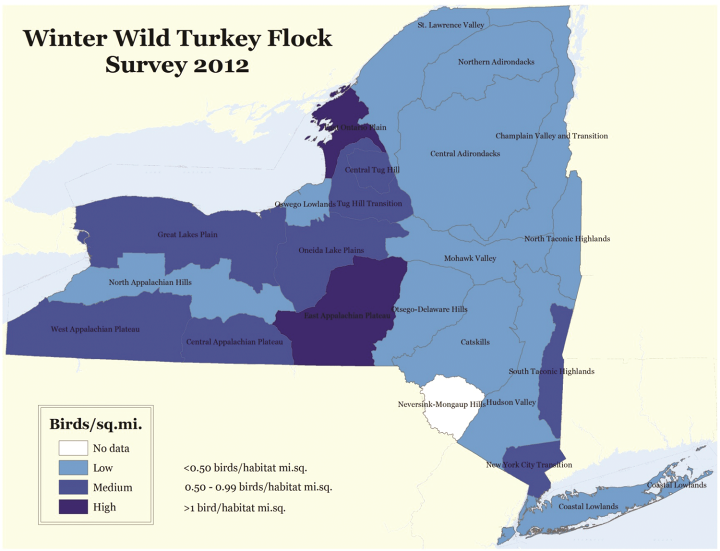 Winter Wild Turkey Flock
Survey 2012
St. Lawrence Valley
Northern Adirondacks
Ontario Plain
Champlain Valley and Transition
Central Adirondacks
Central Tug Hill
Oswego Lowlands
Tug Hill Transition
Great Lakes Plain
North Taconic Highlands
Oneida Lake Plains
Mohawk Valley
North Appalachian Hills
Otsego-Delaware Hills
East Appalachian Plateau
West Appalachian Plateau
Central Appalachian Plateau
Catskills
South Taconic Highlands
Neversink-Mongaup Hills
Hudson Valley
New York City Transition
Coastal Lowlands
Coastal Lowlands
Birds/sq.mi.
No data
Low <0.50 birds/habitat mi.sq.
Medium 0.50 - 0.99 birds/habitat mi.sq.
High >1 bird/habitat mi.sq.